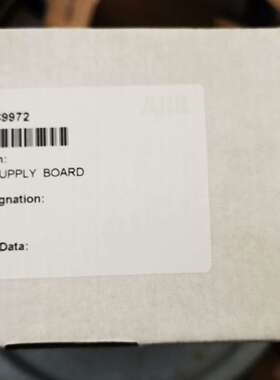 9972
UPPLY BOARD
gnation:
Data: